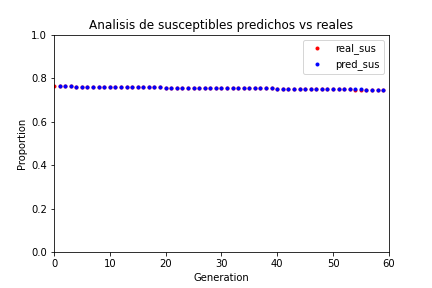 Analisis de susceptibles predichos vs reales
real_sus
pred_sus
1.0
0.8
0.6
0.4
0.2
0.0
Proportion
0 10 20 30 40 50 60
Generation